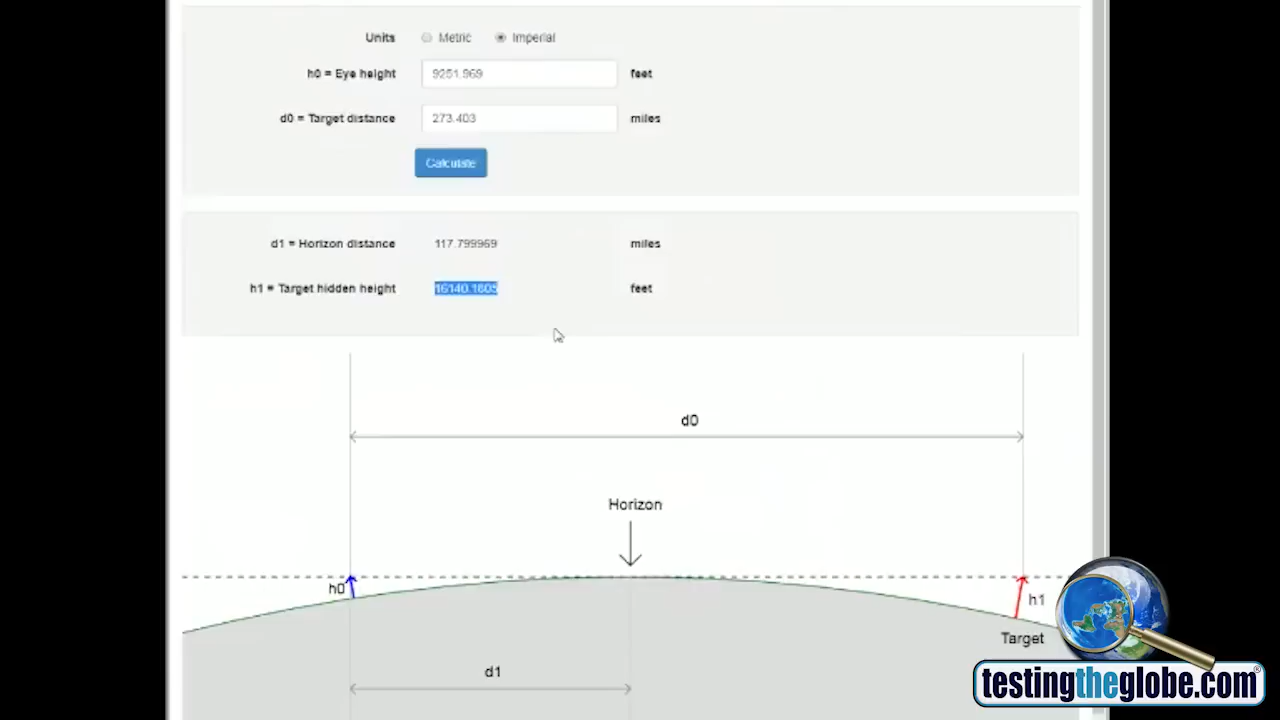 Units Metric Imperial
h0 = Eye height 9251.969 feet
d0 = Target distance 273.403 miles
Calculate
d1 = Horizon distance 117.799969 miles
h1 = Target hidden height 16140.1605 feet
d0
Horizon
h0
h1
Target
d1
testingtheglobe.com®